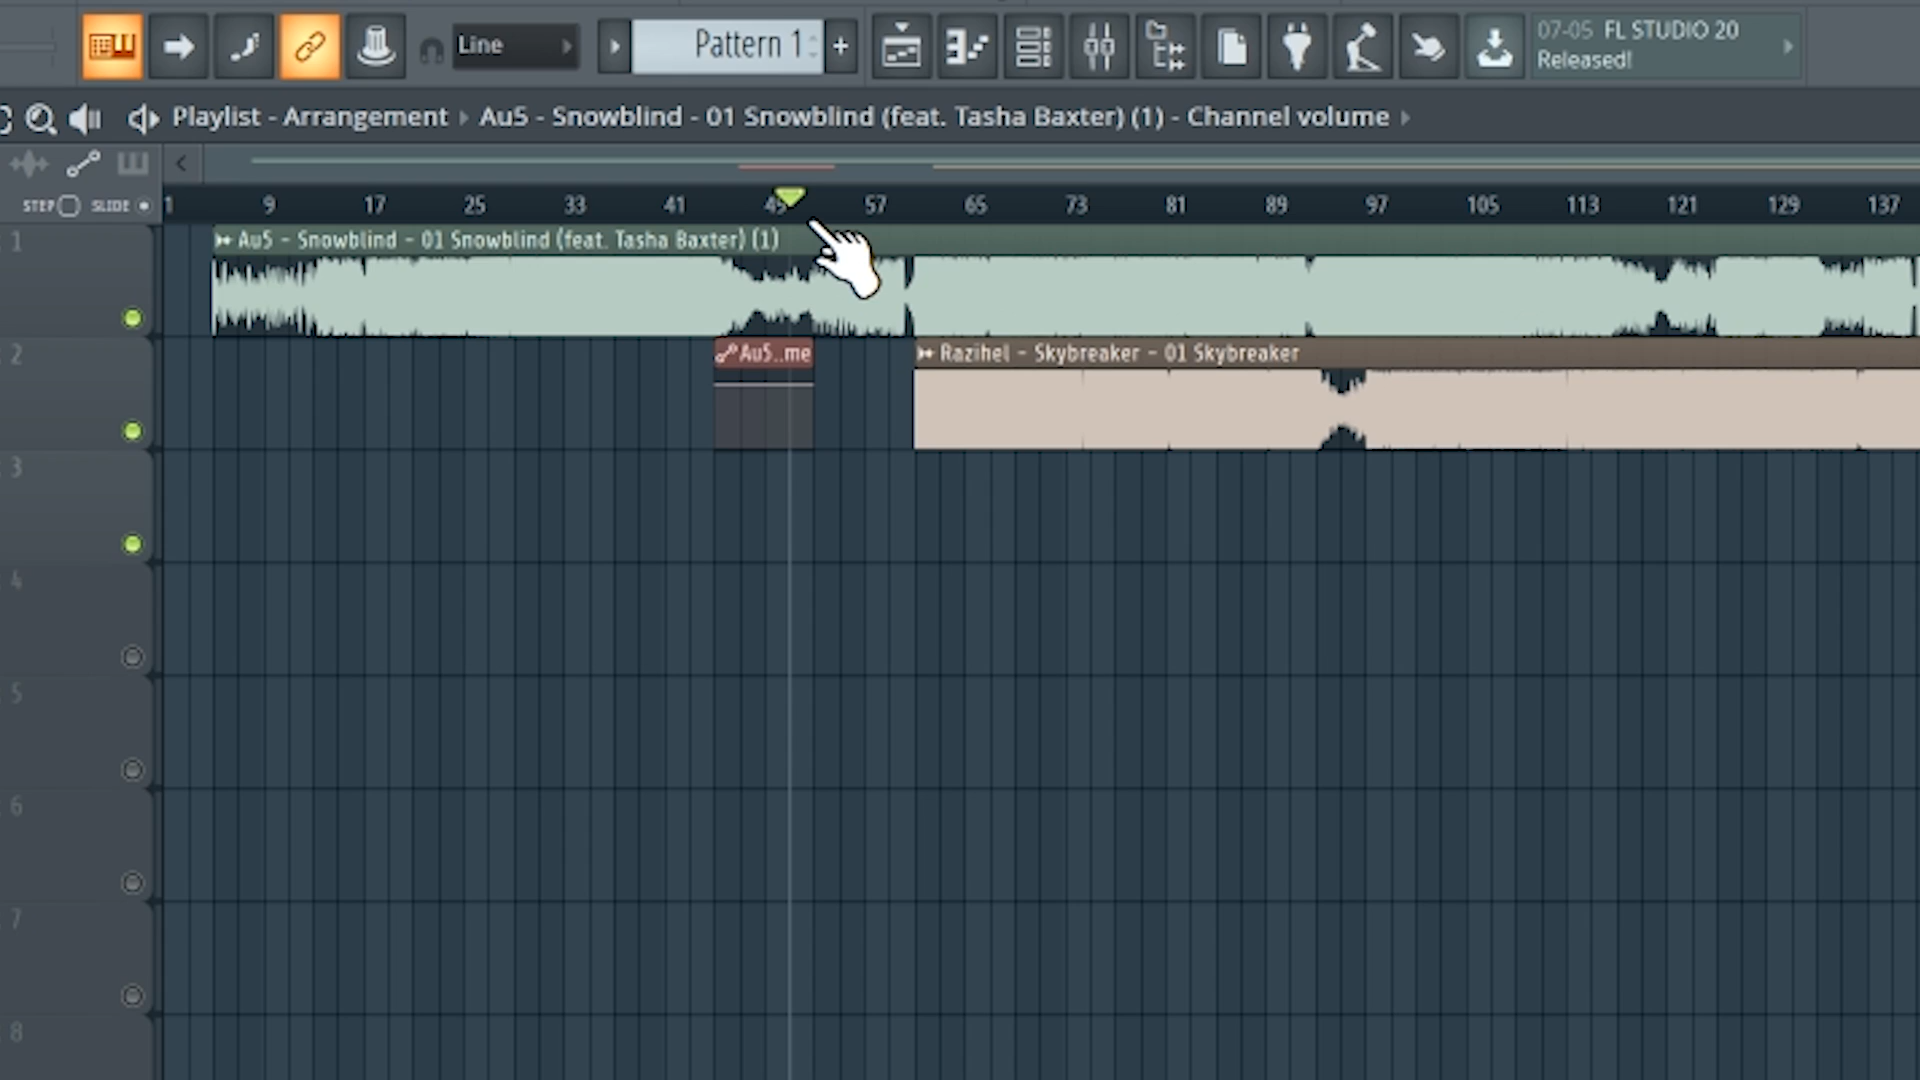 Line
Pattern 1
+
07-05 FL STUDIO 20
Released!
Playlist - Arrangement ▸ Au5 - Snowblind - 01 Snowblind (feat. Tasha Baxter) (1) - Channel volume ▸
STEP SLIDE
1 9 17 25 33 41 49 57 65 73 81 89 97 105 113 121 129 137
1
Au5 - Snowblind - 01 Snowblind (feat. Tasha Baxter) (1)
2
Au5..me
Razihel - Skybreaker - 01 Skybreaker
3
4
5
6
7
8